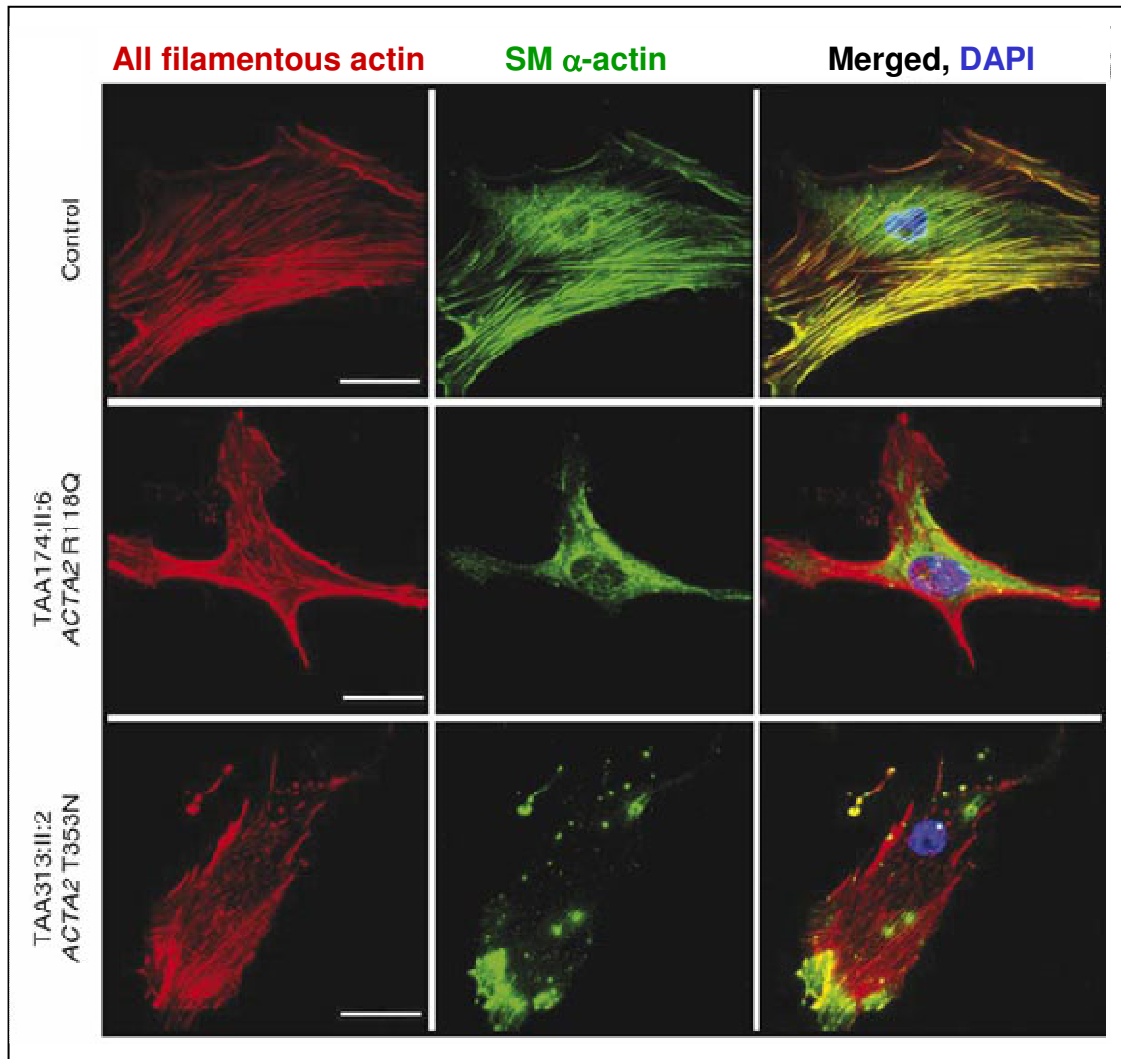 All filamentous actin
SM α-actin
Merged, DAPI
Control
TAA174:II:6
ACTA2 R118Q
TAA313:II:2
ACTA2 T353N